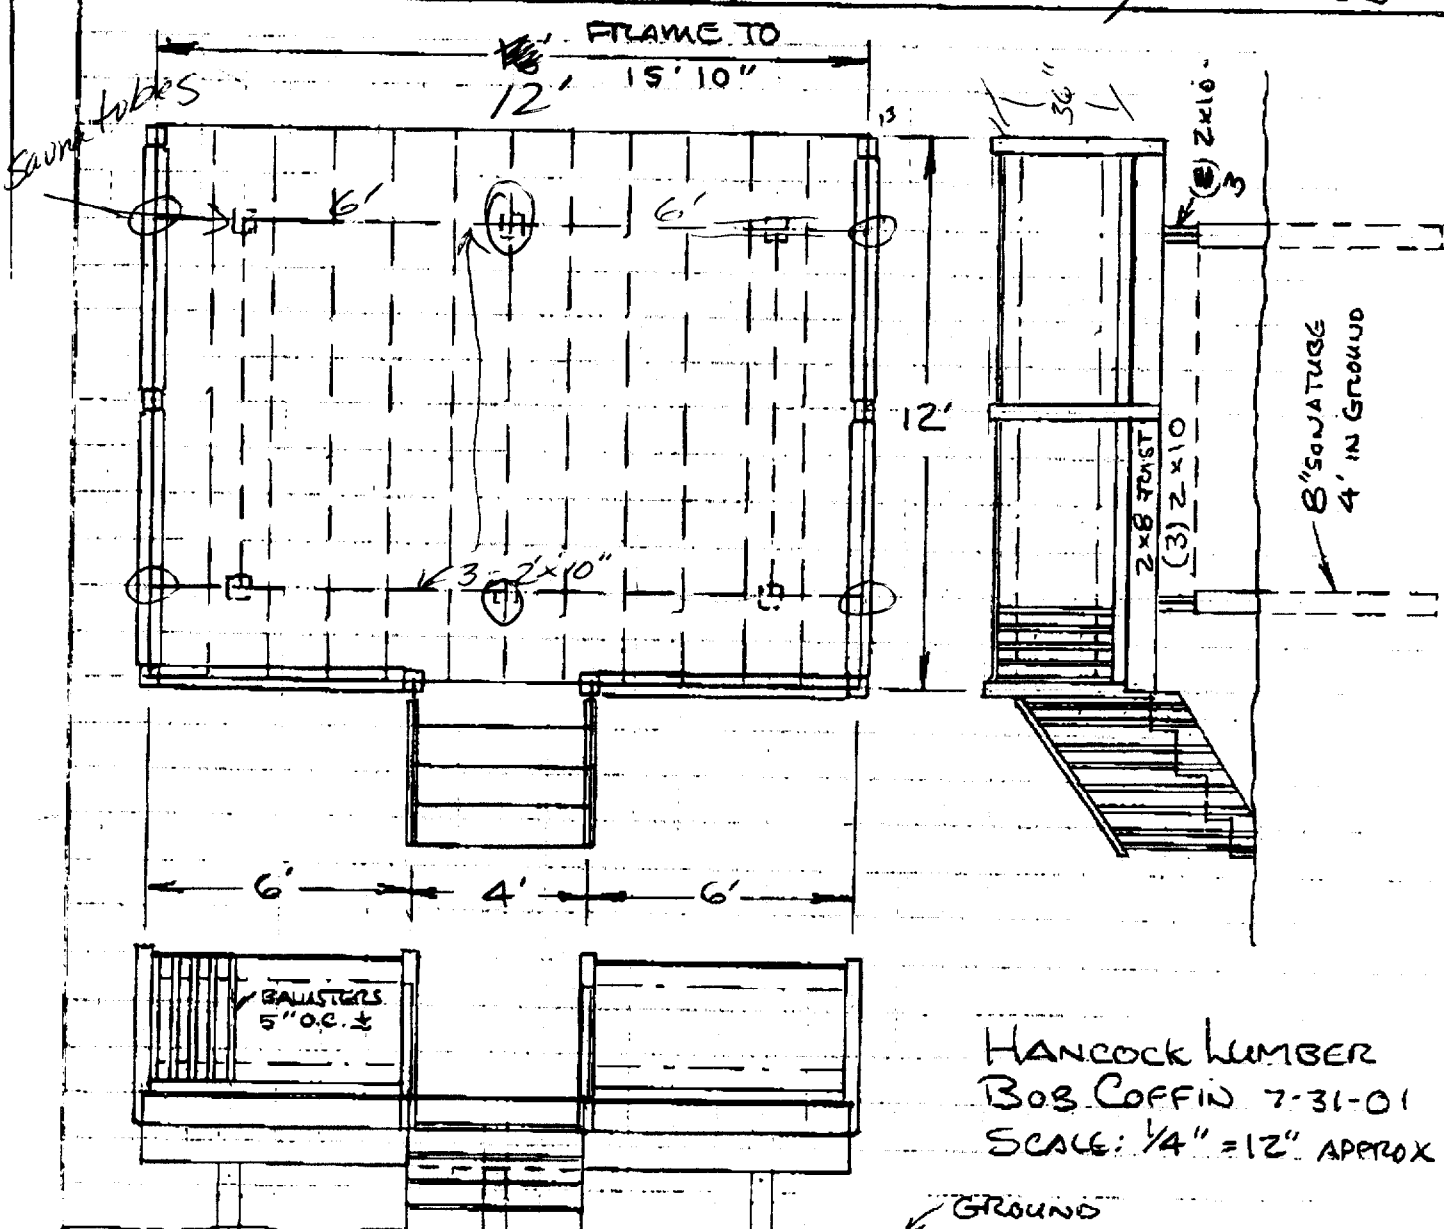 FRAME TO
15' 10"
12'
36"
2x10
3
Sauna tubes
6'
6'
12'
8" SONATUBE
4' IN GROUND
2x8 JOIST
(3) 2x10
3-2'x10"
6'
4'
6'
BALUSTERS
5" O.C. ±
HANCOCK LUMBER
BOB COFFIN 7-31-01
SCALE: 1/4" = 12" APPROX
GROUND